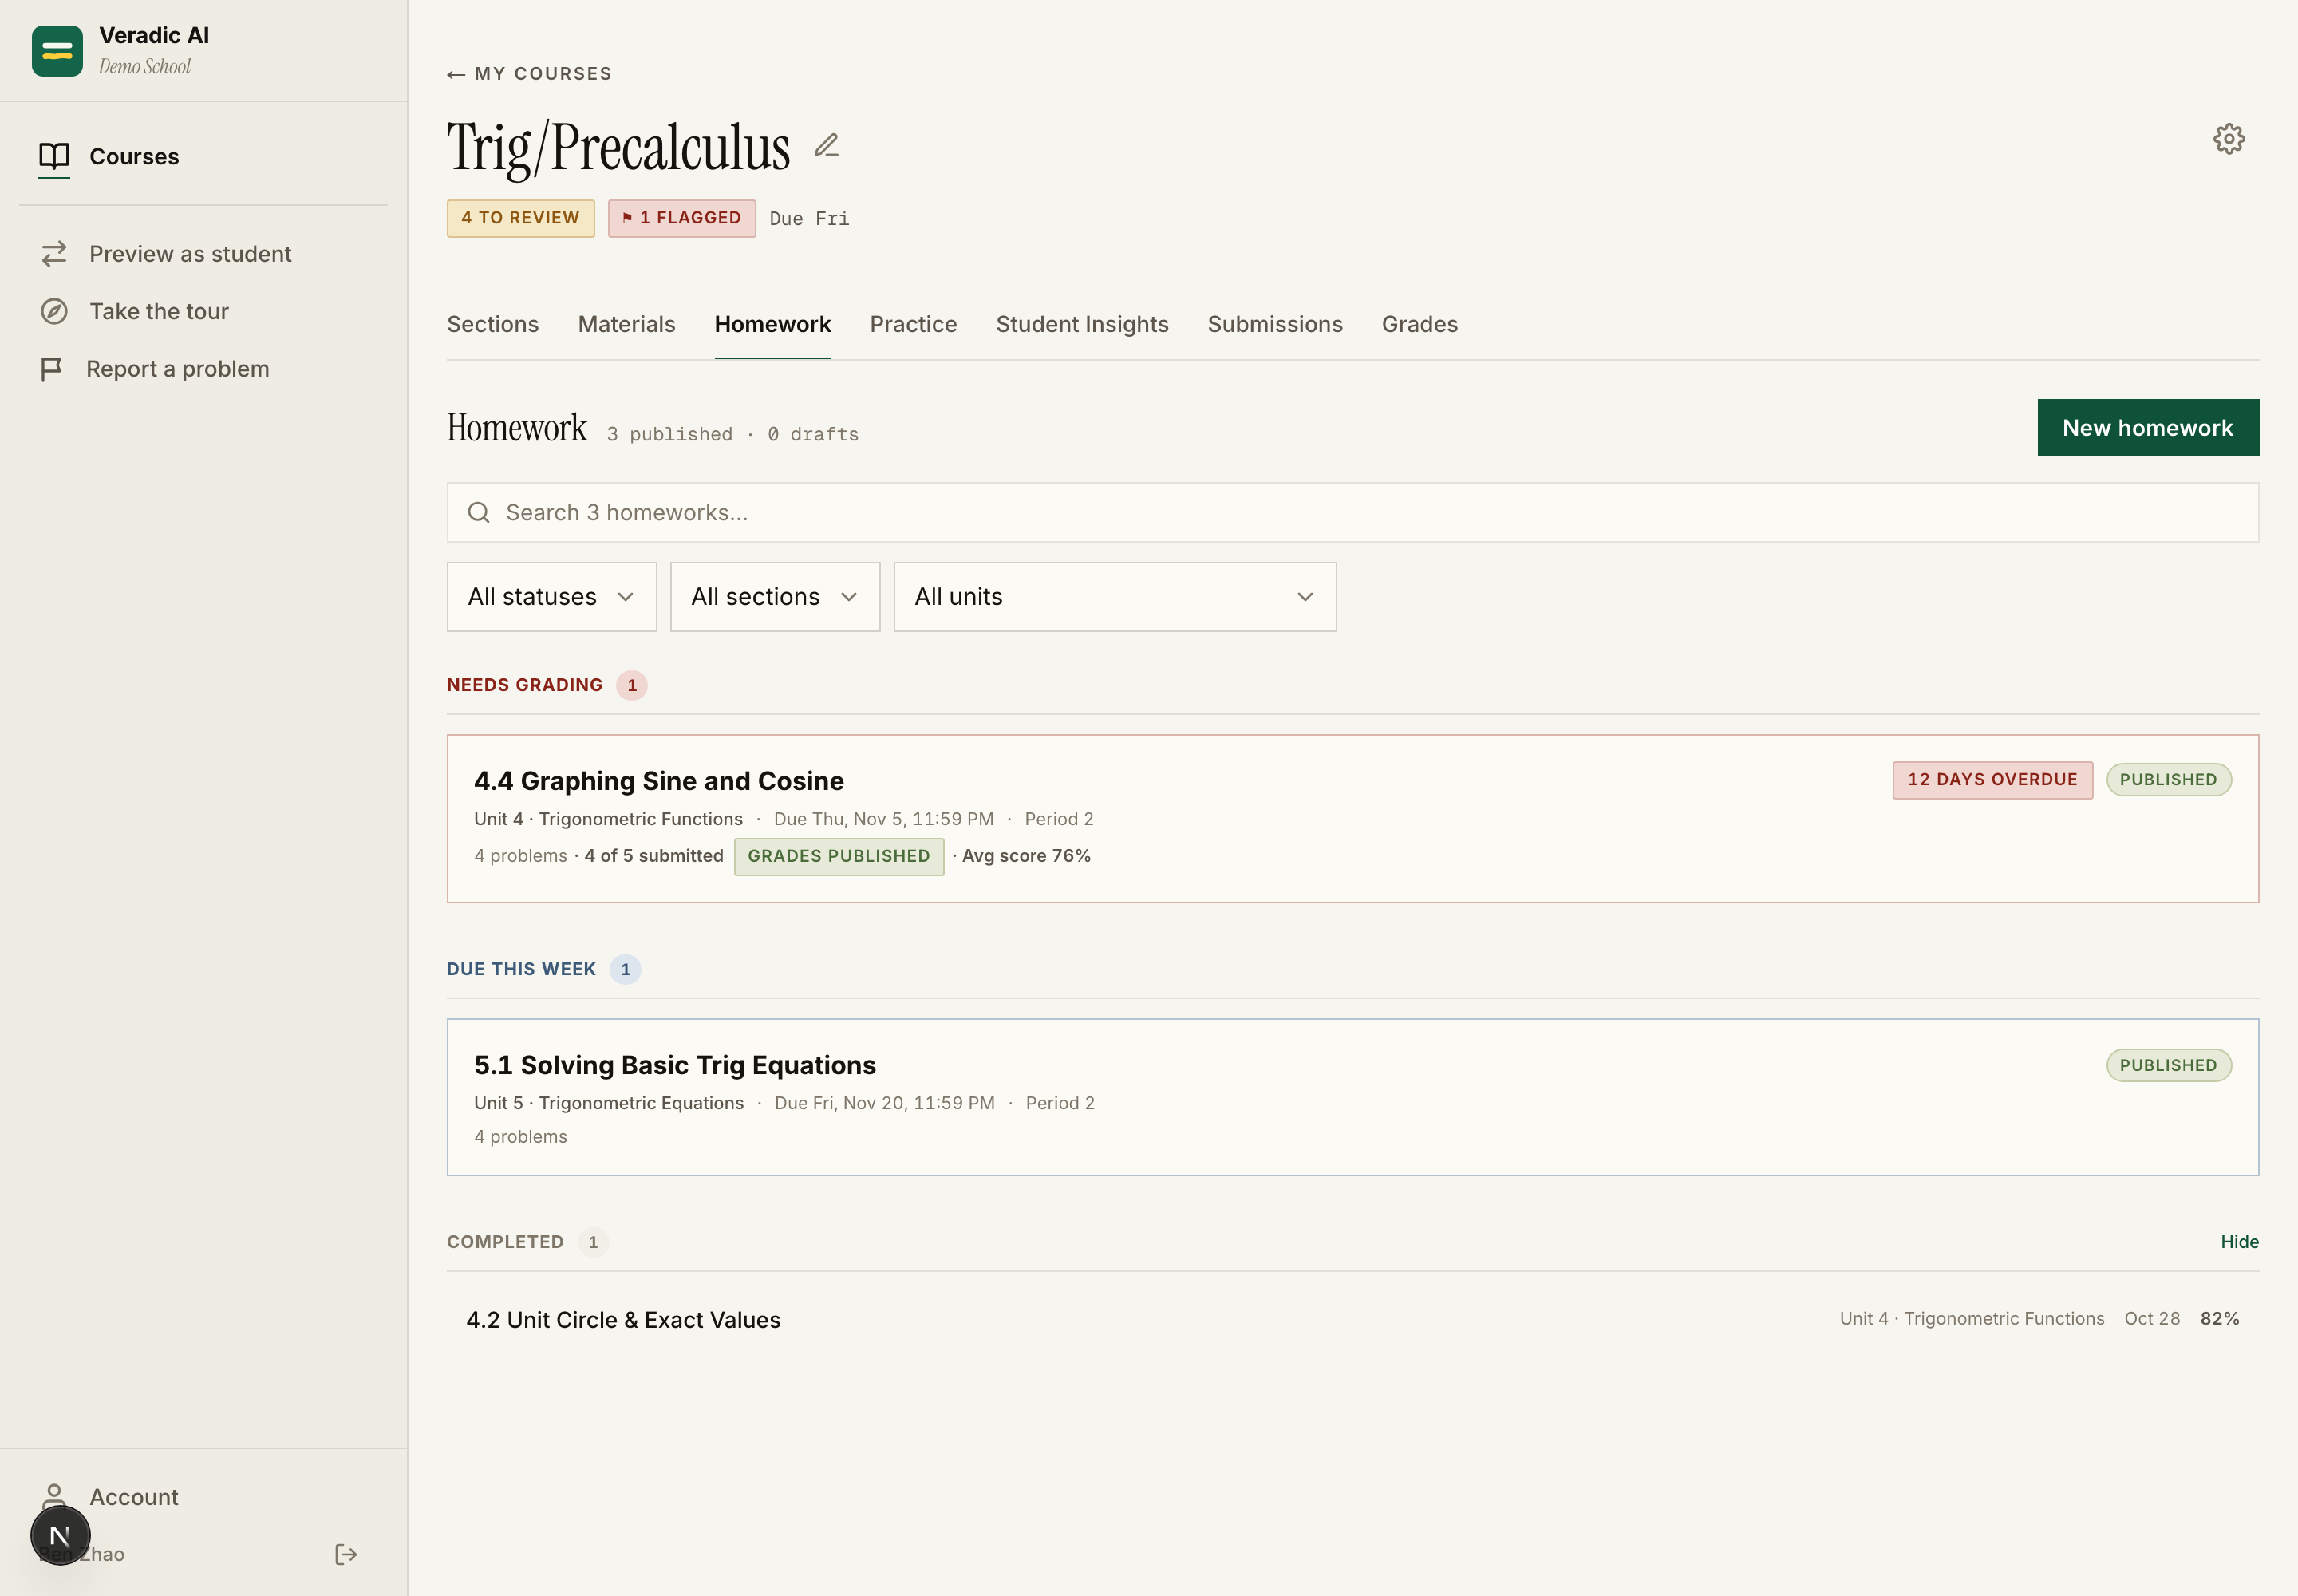 Veradic AI
Demo School
Courses
Preview as student
Take the tour
Report a problem
Account
Ben Zhao
← MY COURSES
Trig/Precalculus
4 TO REVIEW 1 FLAGGED Due Fri
Sections Materials Homework Practice Student Insights Submissions Grades
Homework 3 published · 0 drafts New homework
Search 3 homeworks...
All statuses All sections All units
NEEDS GRADING 1
4.4 Graphing Sine and Cosine 12 DAYS OVERDUE PUBLISHED
Unit 4 · Trigonometric Functions · Due Thu, Nov 5, 11:59 PM · Period 2
4 problems · 4 of 5 submitted GRADES PUBLISHED · Avg score 76%
DUE THIS WEEK 1
5.1 Solving Basic Trig Equations PUBLISHED
Unit 5 · Trigonometric Equations · Due Fri, Nov 20, 11:59 PM · Period 2
4 problems
COMPLETED 1 Hide
4.2 Unit Circle & Exact Values Unit 4 · Trigonometric Functions Oct 28 82%